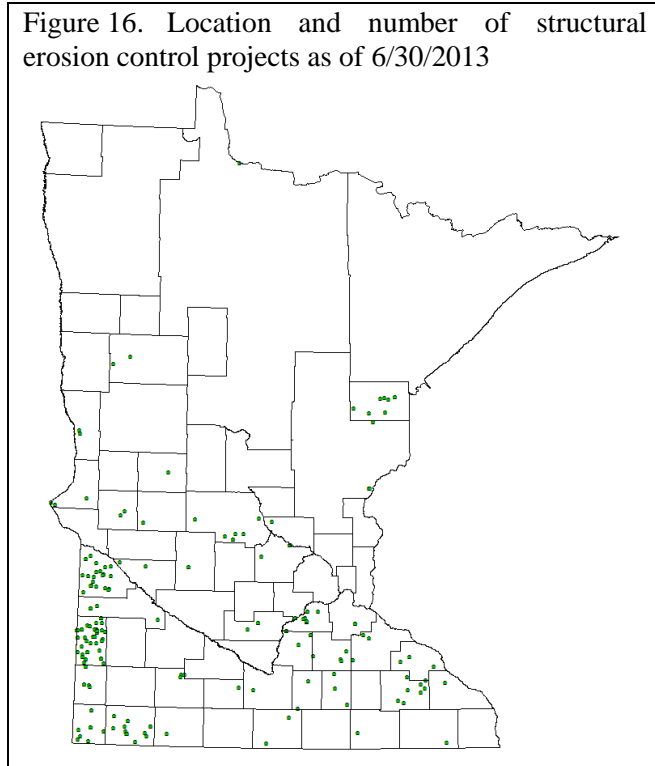 Figure 16. Location and number of structural
erosion control projects as of 6/30/2013